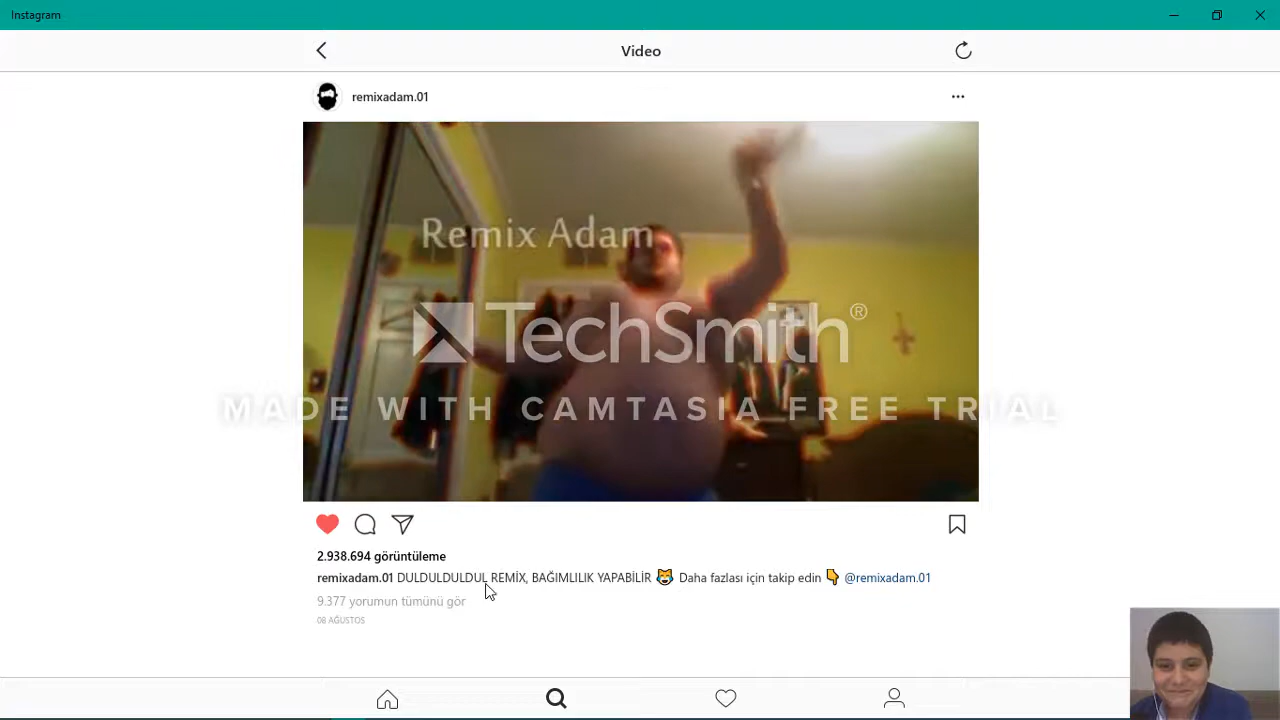 Instagram
Video
remixadam.01
Remix Adam
TechSmith®
MADE WITH CAMTASIA FREE TRIAL
2.938.694 görüntüleme
remixadam.01 DULDULDULDUL REMİX, BAĞIMLILIK YAPABİLİR 😹 Daha fazlası için takip edin 👇 @remixadam.01
9.377 yorumun tümünü gör
08 AĞUSTOS